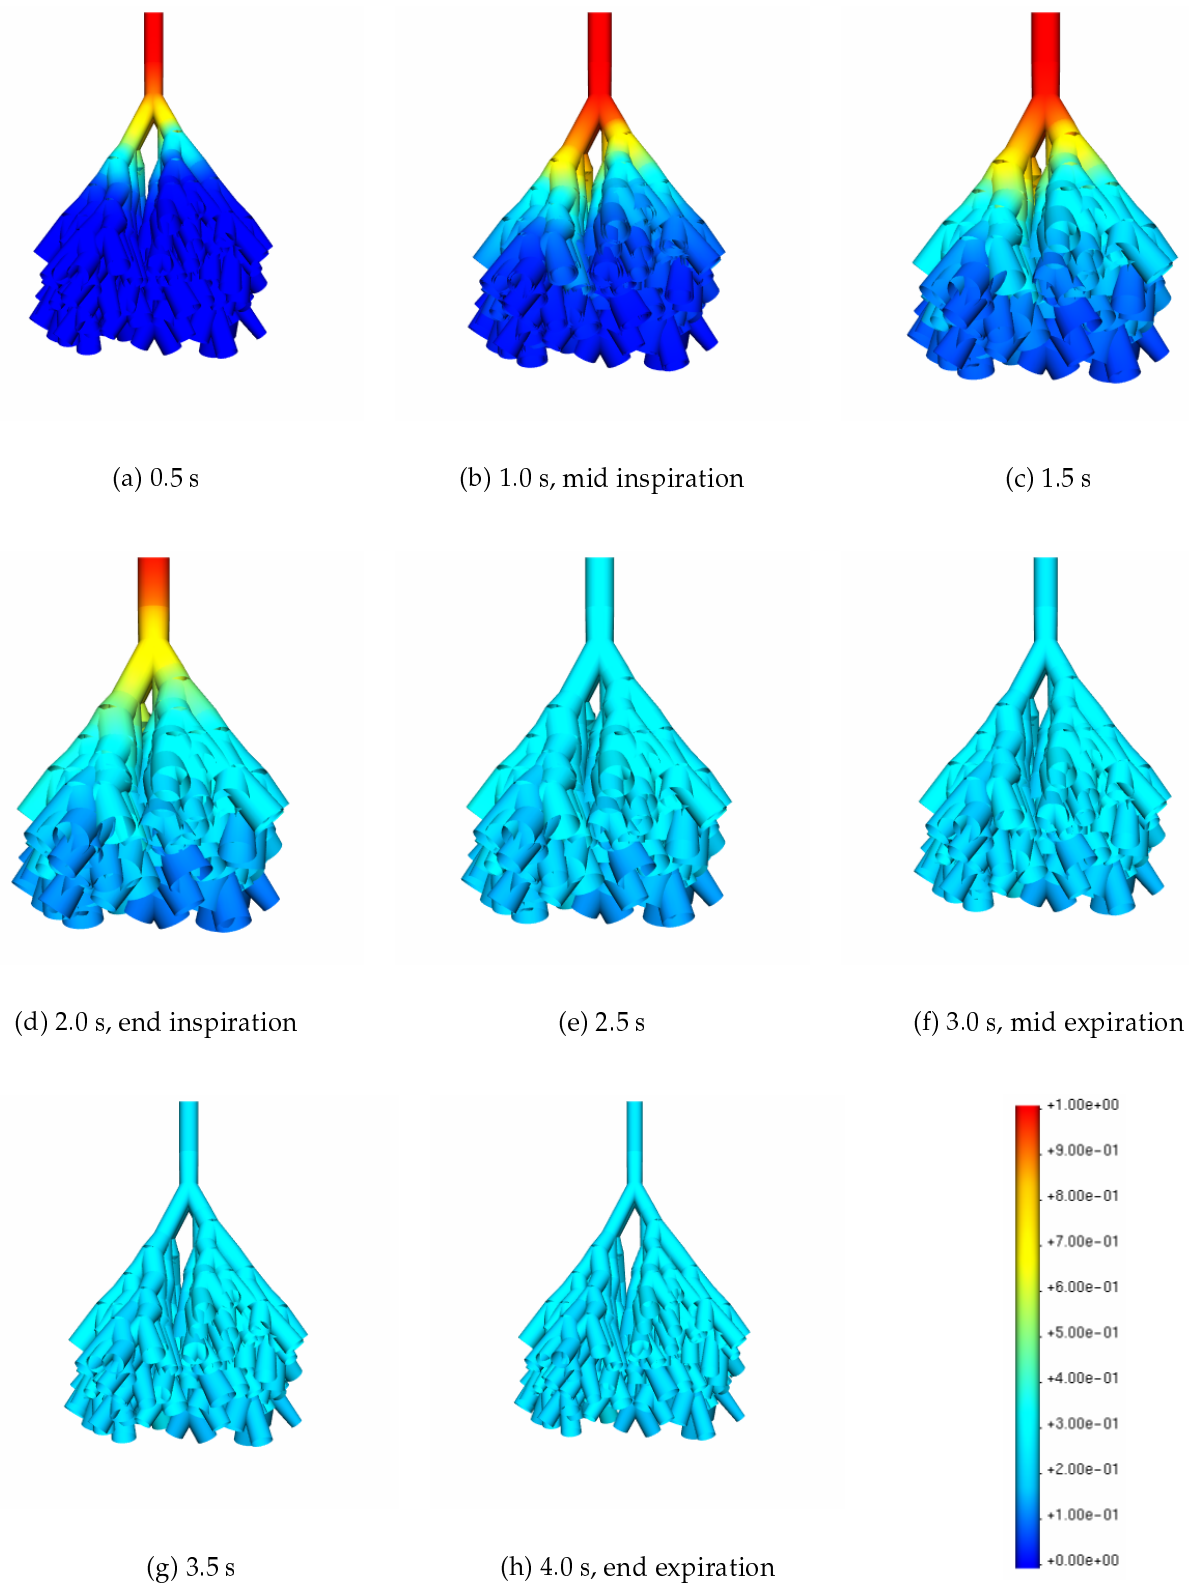 (a) 0.5 s
(b) 1.0 s, mid inspiration
(c) 1.5 s
(d) 2.0 s, end inspiration
(e) 2.5 s
(f) 3.0 s, mid expiration
+1.00e+00
+9.00e-01
+8.00e-01
+7.00e-01
+6.00e-01
+5.00e-01
+4.00e-01
+3.00e-01
+2.00e-01
+1.00e-01
+0.00e+00
(g) 3.5 s
(h) 4.0 s, end expiration